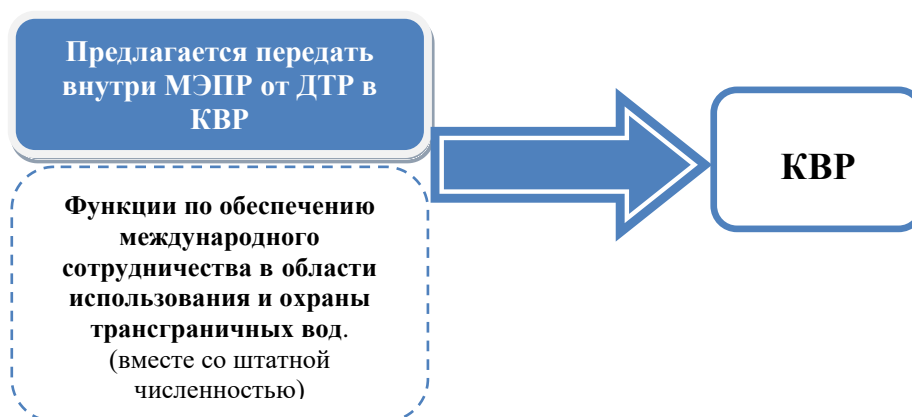 Предлагается передать
внутри МЭПР от ДТР в
КВР
КВР
Функции по обеспечению
международного
сотрудничества в области
использования и охраны
трансграничных вод.
(вместе со штатной
численностью)